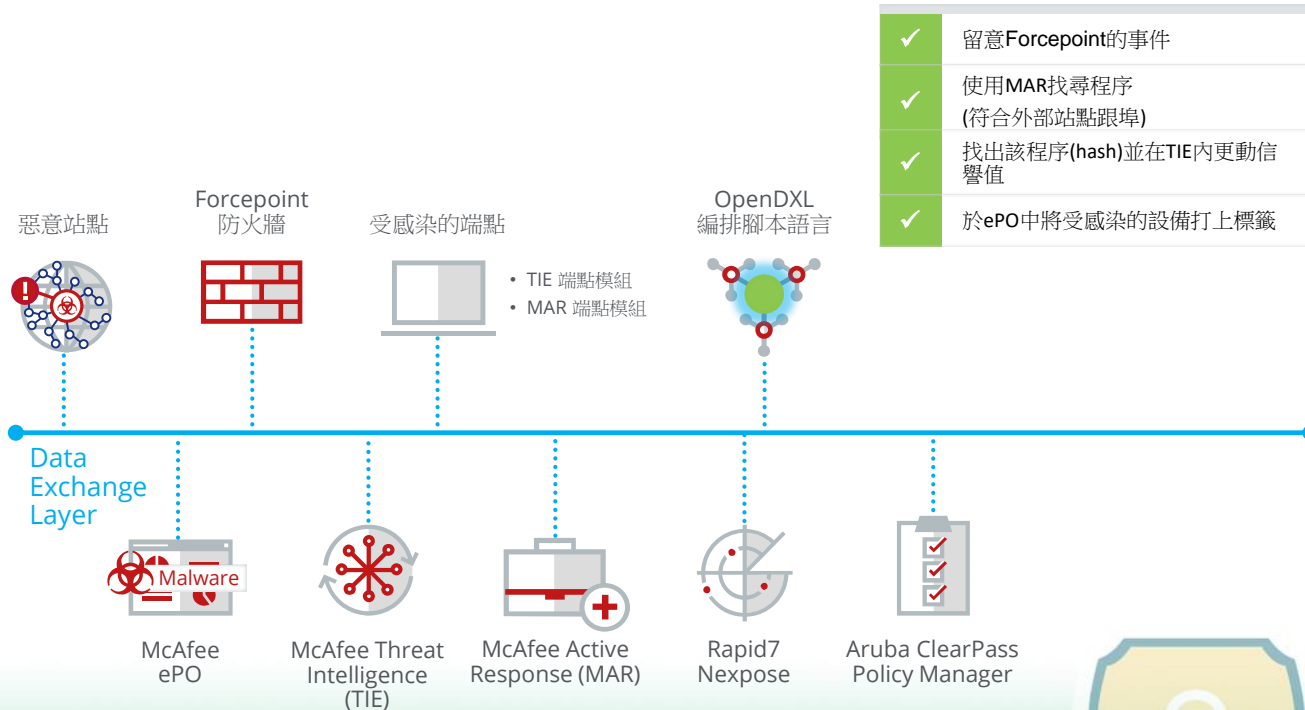 留意Forcepoint的事件
使用MAR找尋程序
(符合外部站點跟埠)
找出該程序(hash)並在TIE內更動信
譽值
於ePO中將受感染的設備打上標籤
惡意站點
Forcepoint
防火牆
受感染的端點
• TIE 端點模組
• MAR 端點模組
OpenDXL
編排腳本語言
Data
Exchange
Layer
Malware
McAfee
ePO
McAfee Threat
Intelligence
(TIE)
McAfee Active
Response (MAR)
Rapid7
Nexpose
Aruba ClearPass
Policy Manager